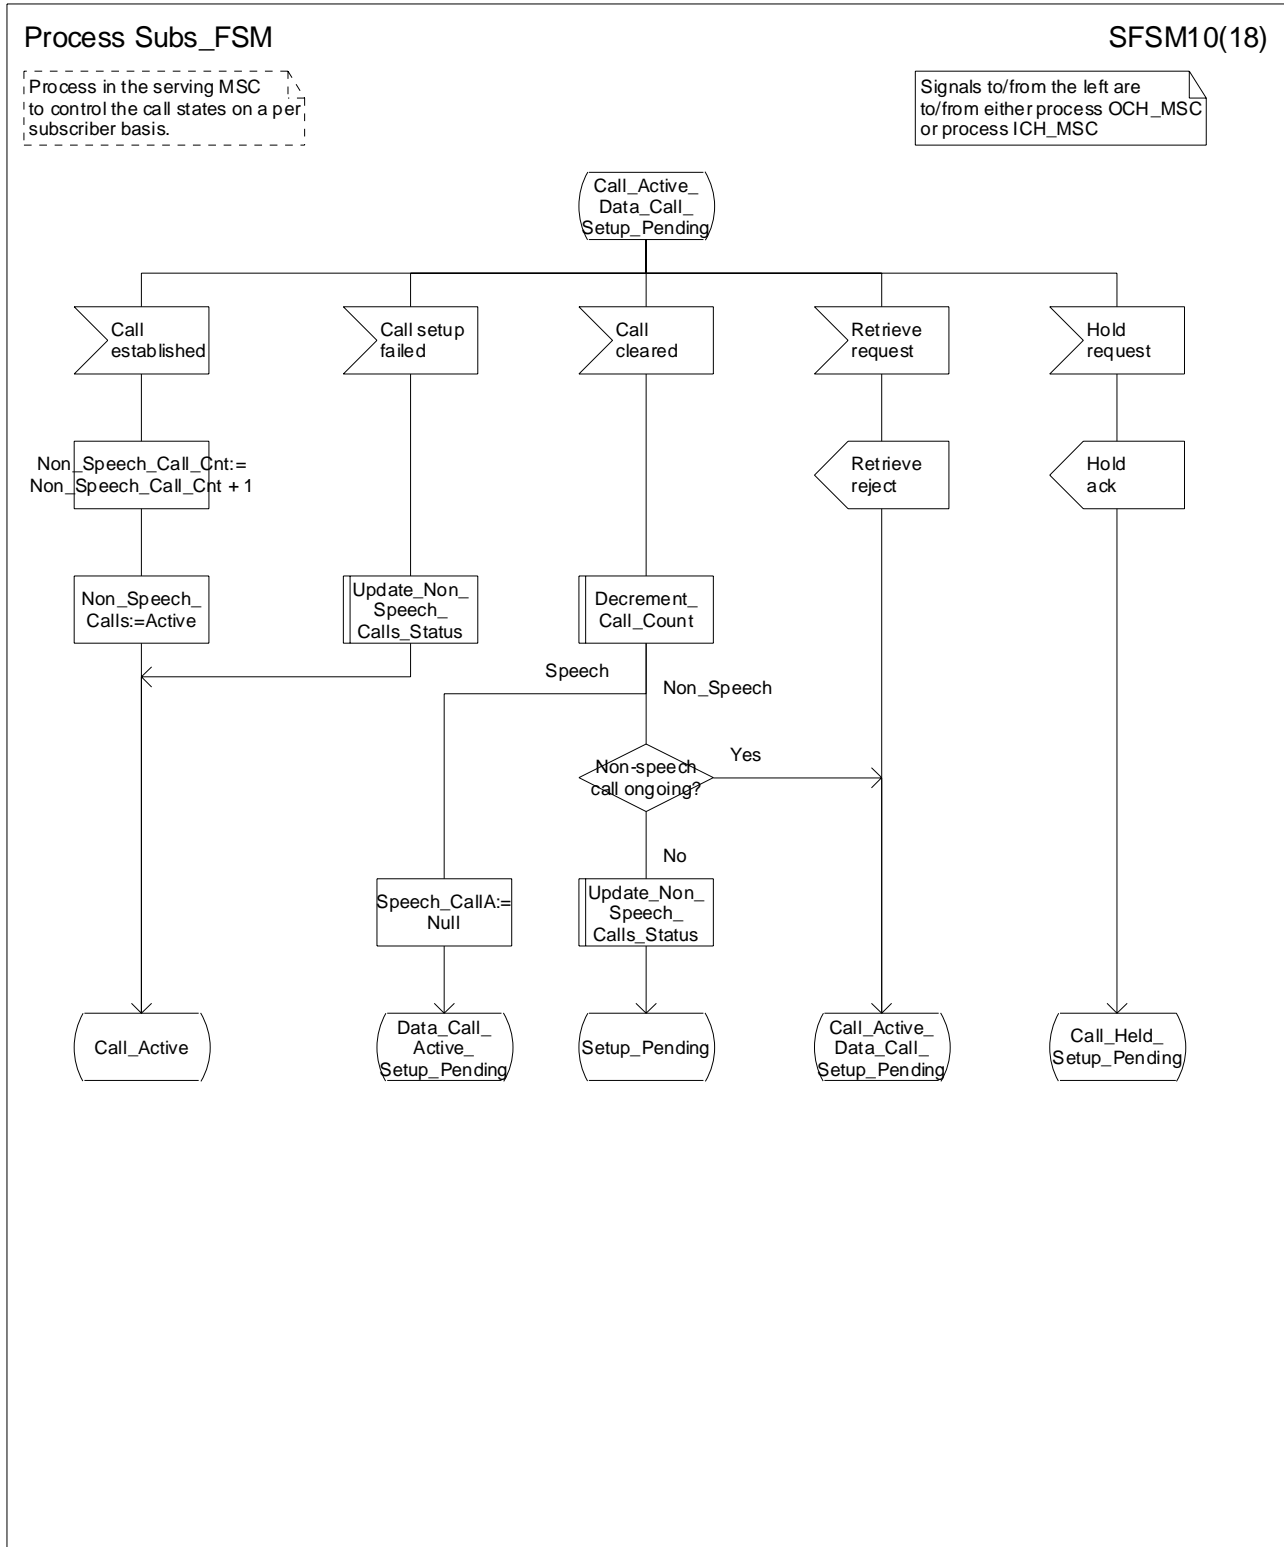 Process Subs_FSM
SFSM10(18)
Process in the serving MSC
to control the call states on a per
subscriber basis.
Signals to/from the left are
to/from either process OCH_MSC
or process ICH_MSC
Call_Active_
Data_Call_
Setup_Pending
Call
established
Call setup
failed
Call
cleared
Retrieve
request
Hold
request
Non_Speech_Call_Cnt:=
Non_Speech_Call_Cnt + 1
Retrieve
reject
Hold
ack
Non_Speech_
Calls:=Active
Update_Non_
Speech_
Calls_Status
Decrement_
Call_Count
Speech
Non_Speech
Non-speech
call ongoing?
Yes
No
Speech_CallA:=
Null
Update_Non_
Speech_
Calls_Status
Call_Active
Data_Call_
Active_
Setup_Pending
Setup_Pending
Call_Active_
Data_Call_
Setup_Pending
Call_Held_
Setup_Pending